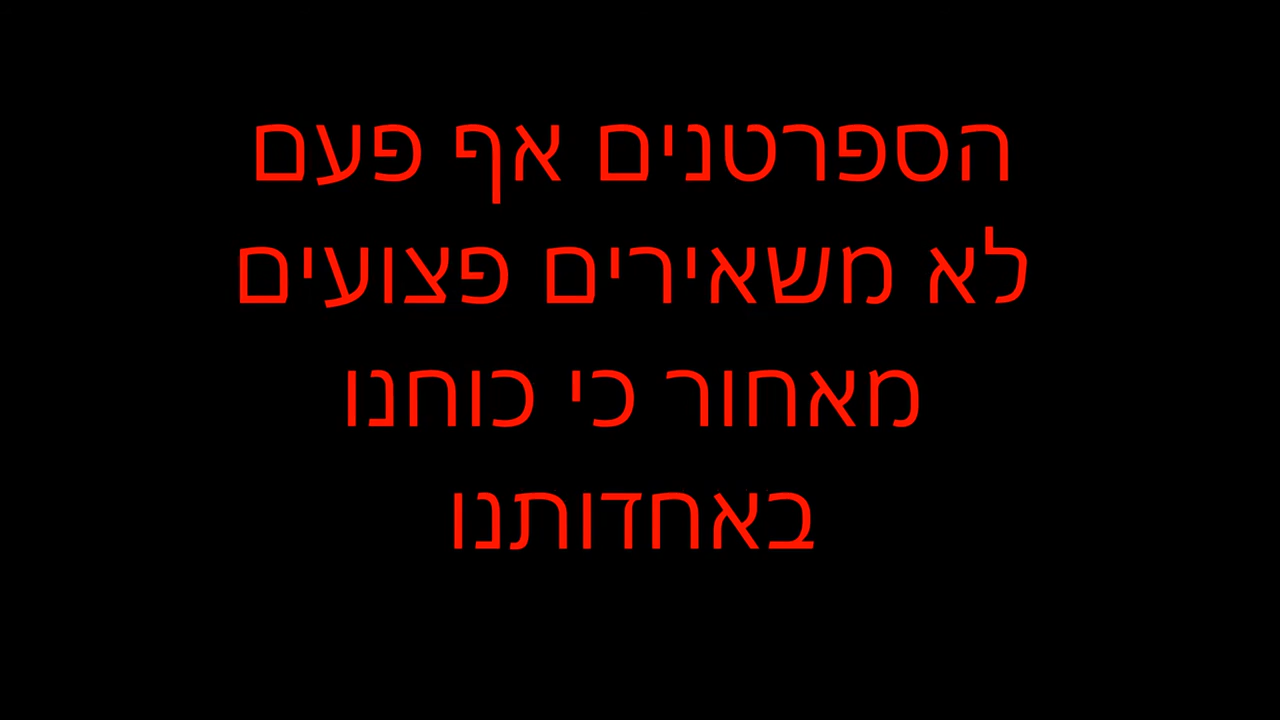 הספרטנים אף פעם
לא משאירים פצועים
מאחור כי כוחנו
באחדותנו